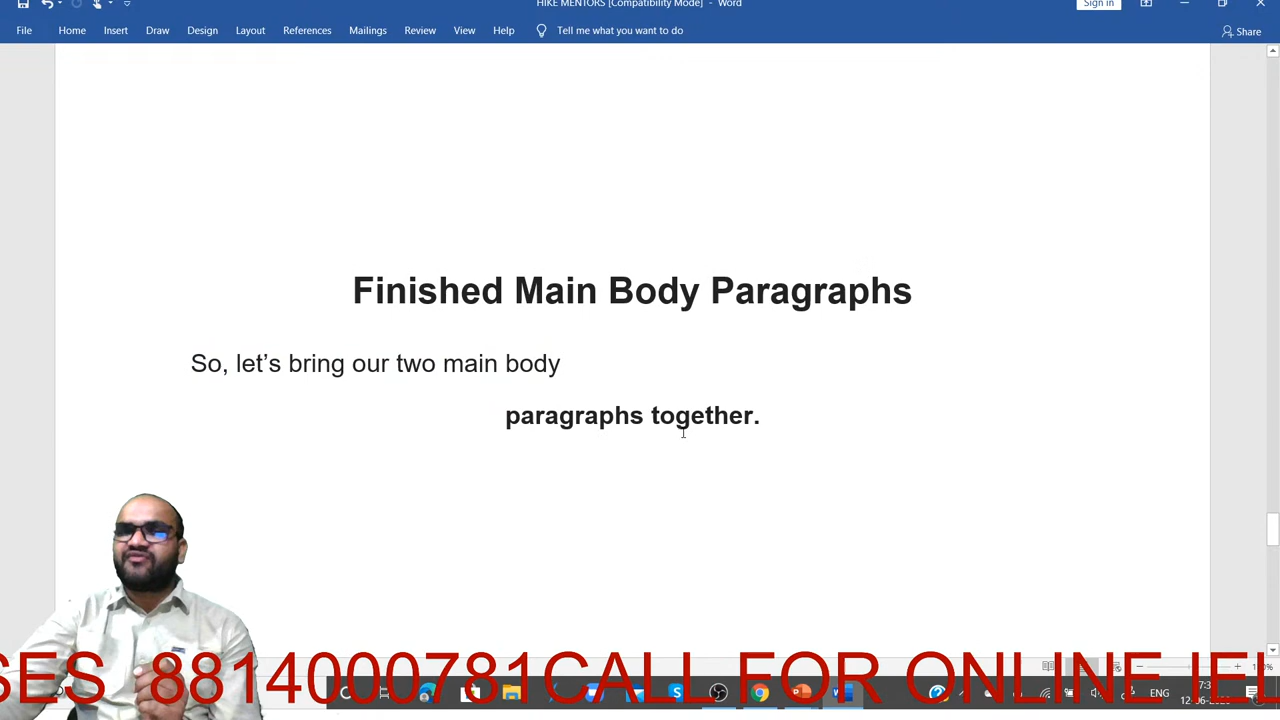 HIKE MENTORS [Compatibility Mode] - Word
Sign in
File Home Insert Draw Design Layout References Mailings Review View Help Tell me what you want to do
Share
Finished Main Body Paragraphs
So, let's bring our two main body
paragraphs together.
SES 8814000781CALL FOR ONLINE IEL
ENG